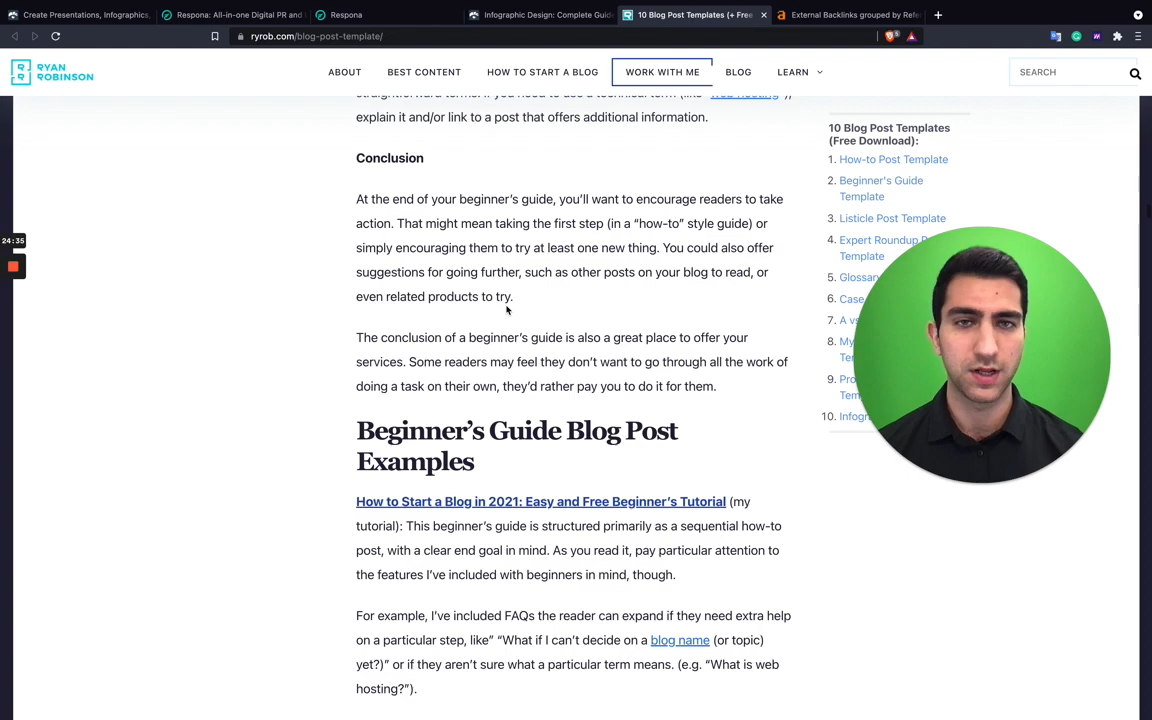 Create Presentations, Infographics,
Respona: All-in-one Digital PR and
Respona
Infographic Design: Complete Guide
10 Blog Post Templates (+ Free
External Backlinks grouped by Refe
ryrob.com/blog-post-template/
RYAN
ROBINSON
ABOUT
BEST CONTENT
HOW TO START A BLOG
WORK WITH ME
BLOG
LEARN
SEARCH
straightforward terms. If you need to use a technical term (like "web hosting"),
explain it and/or link to a post that offers additional information.
Conclusion
At the end of your beginner’s guide, you’ll want to encourage readers to take
action. That might mean taking the first step (in a “how-to” style guide) or
simply encouraging them to try at least one new thing. You could also offer
suggestions for going further, such as other posts on your blog to read, or
even related products to try.
The conclusion of a beginner’s guide is also a great place to offer your
services. Some readers may feel they don’t want to go through all the work of
doing a task on their own, they’d rather pay you to do it for them.
Beginner’s Guide Blog Post
Examples
How to Start a Blog in 2021: Easy and Free Beginner’s Tutorial (my
tutorial): This beginner’s guide is structured primarily as a sequential how-to
post, with a clear end goal in mind. As you read it, pay particular attention to
the features I’ve included with beginners in mind, though.
For example, I’ve included FAQs the reader can expand if they need extra help
on a particular step, like” “What if I can’t decide on a blog name (or topic)
yet?)” or if they aren’t sure what a particular term means. (e.g. “What is web
hosting?”).
10 Blog Post Templates
(Free Download):
1. How-to Post Template
2. Beginner's Guide
Template
3. Listicle Post Template
4. Expert Roundup P
Template
5. Glossar
6. Case
7. A vs
8. My
Tem
9. Pro
Tem
10. Infogr
24:35